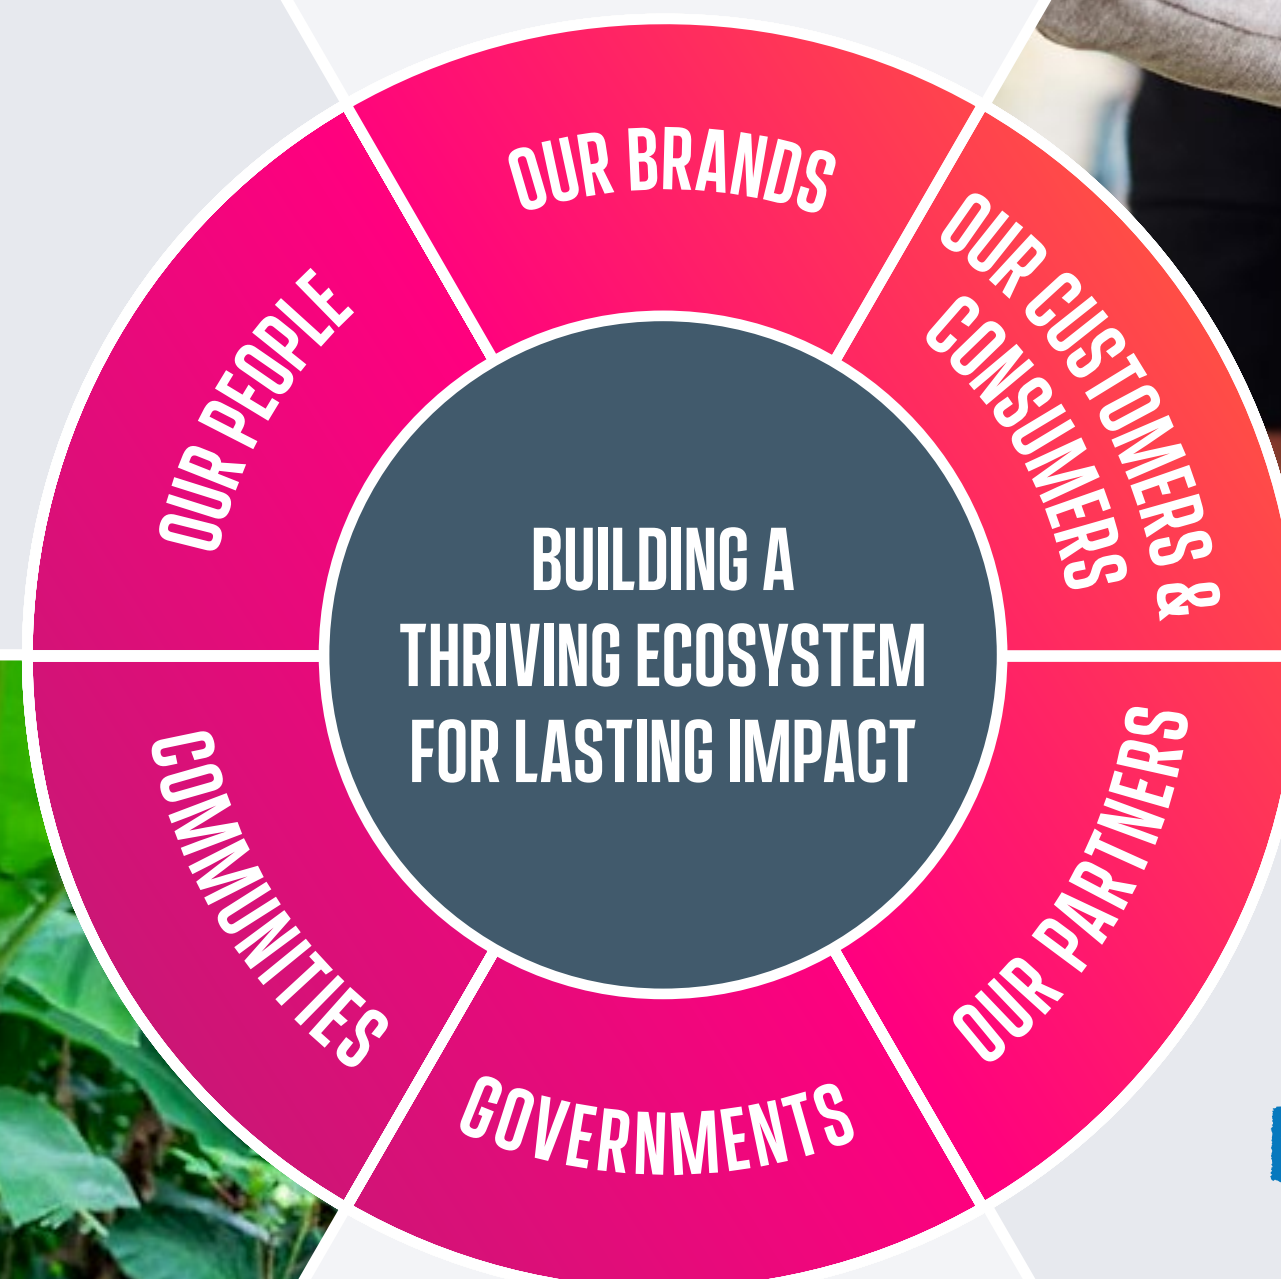 OUR BRANDS
OUR CUSTOMERS &
CONSUMERS
OUR PARTNERS
GOVERNMENTS
COMMUNITIES
OUR PEOPLE
BUILDING A
THRIVING ECOSYSTEM
FOR LASTING IMPACT